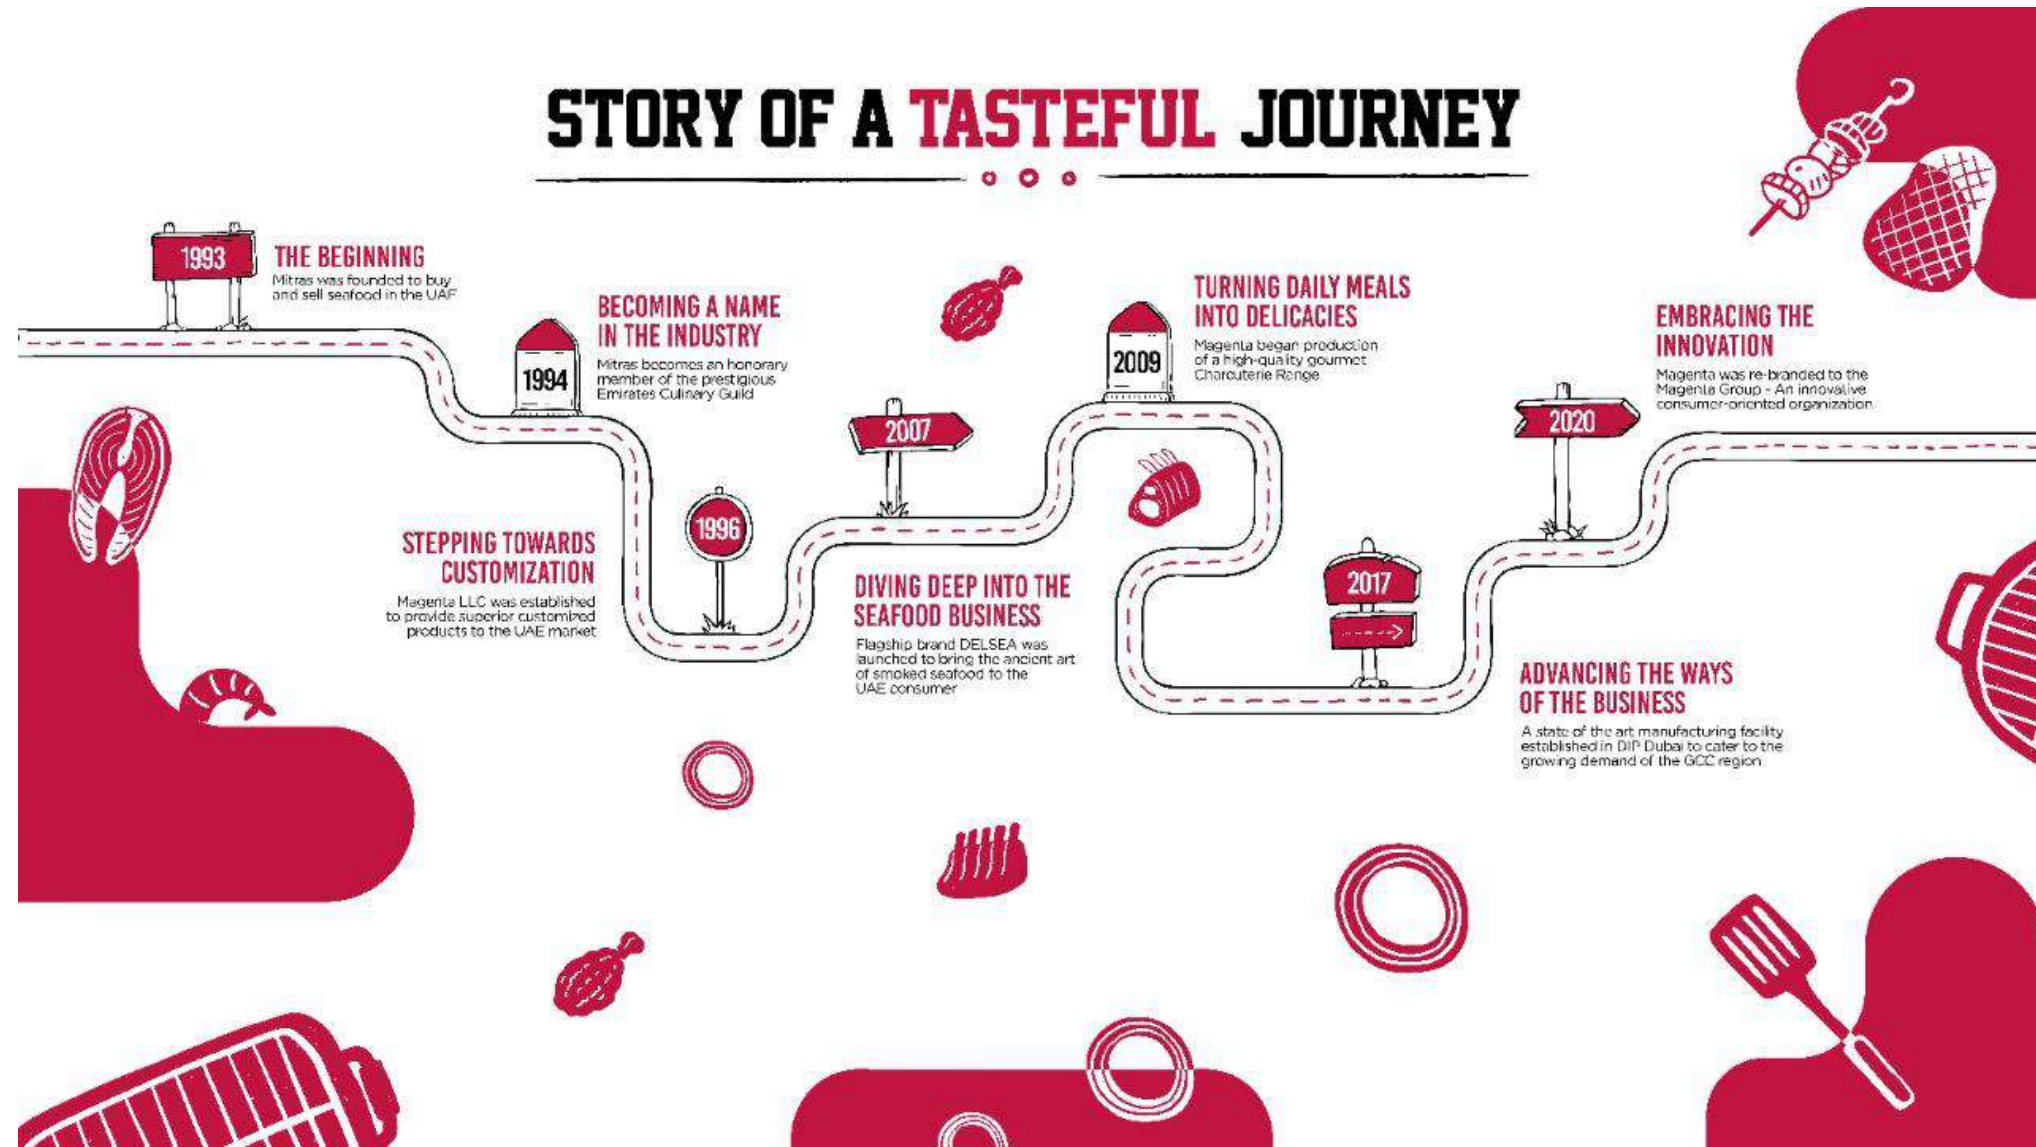 STORY OF A TASTEFUL JOURNEY
1993
THE BEGINNING
Mitras was founded to buy
and sell seafood in the UAE
1994
BECOMING A NAME
IN THE INDUSTRY
Mitras becomes an honorary
member of the prestigious
Emirates Culinary Guild
1996
STEPPING TOWARDS
CUSTOMIZATION
Magenta LLC was established
to provide superior customized
products to the UAE market
2007
DIVING DEEP INTO THE
SEAFOOD BUSINESS
Flagship brand DELSEA was
launched to bring the ancient art
of smoked seafood to the
UAE consumer
2009
TURNING DAILY MEALS
INTO DELICACIES
Magenta began production
of a high-quality gourmet
Charcuterie Range
2017
ADVANCING THE WAYS
OF THE BUSINESS
A state of the art manufacturing facility
established in DIP Dubai to cater to the
growing demand of the GCC region
2020
EMBRACING THE
INNOVATION
Magenta was re-branded to the
Magenta Group - An innovative
consumer-oriented organization